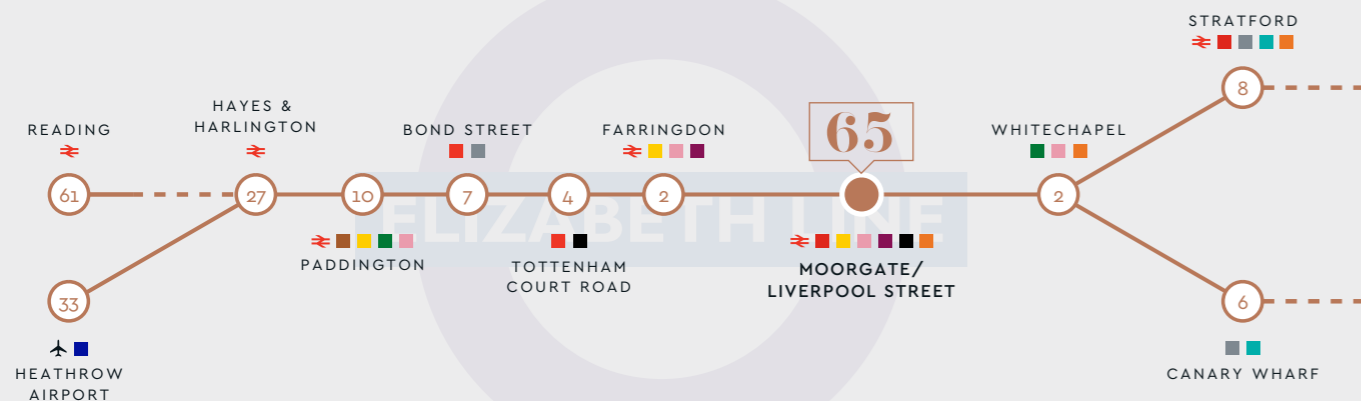 STRATFORD
8
HAYES &
HARLINGTON
READING
BOND STREET
FARRINGDON
65
WHITECHAPEL
61
27
10
7
4
2
2
ELIZABETH LINE
PADDINGTON
TOTTENHAM
COURT ROAD
MOORGATE/
LIVERPOOL STREET
33
6
HEATHROW
AIRPORT
CANARY WHARF